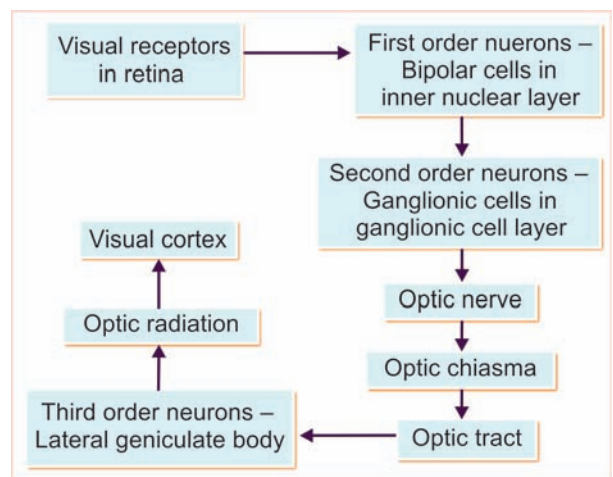 Visual receptors
in retina
First order nuerons –
Bipolar cells in
inner nuclear layer
Second order neurons –
Ganglionic cells in
ganglionic cell layer
Optic nerve
Optic chiasma
Optic tract
Third order neurons –
Lateral geniculate body
Optic radiation
Visual cortex